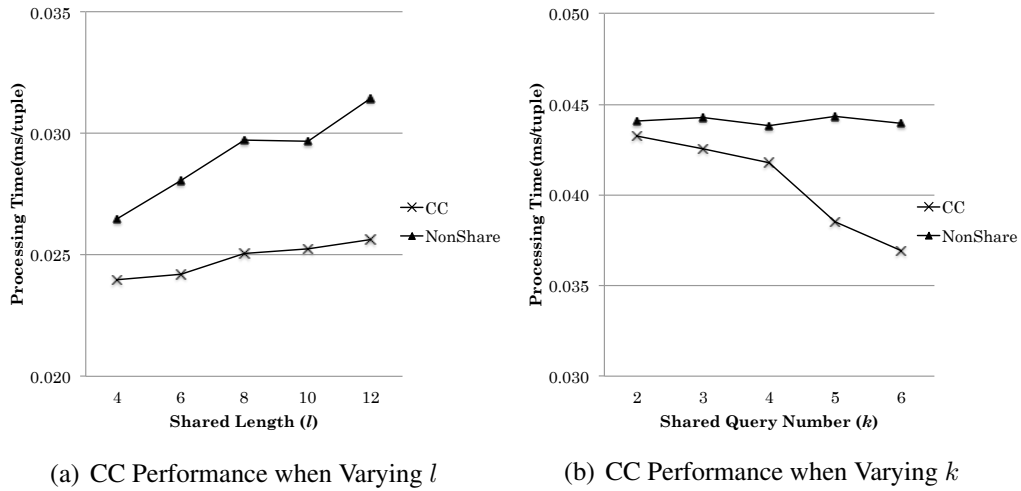 0.035
0.030
0.025
0.020
Processing Time(ms/tuple)
4 6 8 10 12
Shared Length (l)
CC
NonShare
(a) CC Performance when Varying l
0.050
0.045
0.040
0.035
0.030
Processing Time(ms/tuple)
2 3 4 5 6
Shared Query Number (k)
CC
NonShare
(b) CC Performance when Varying k